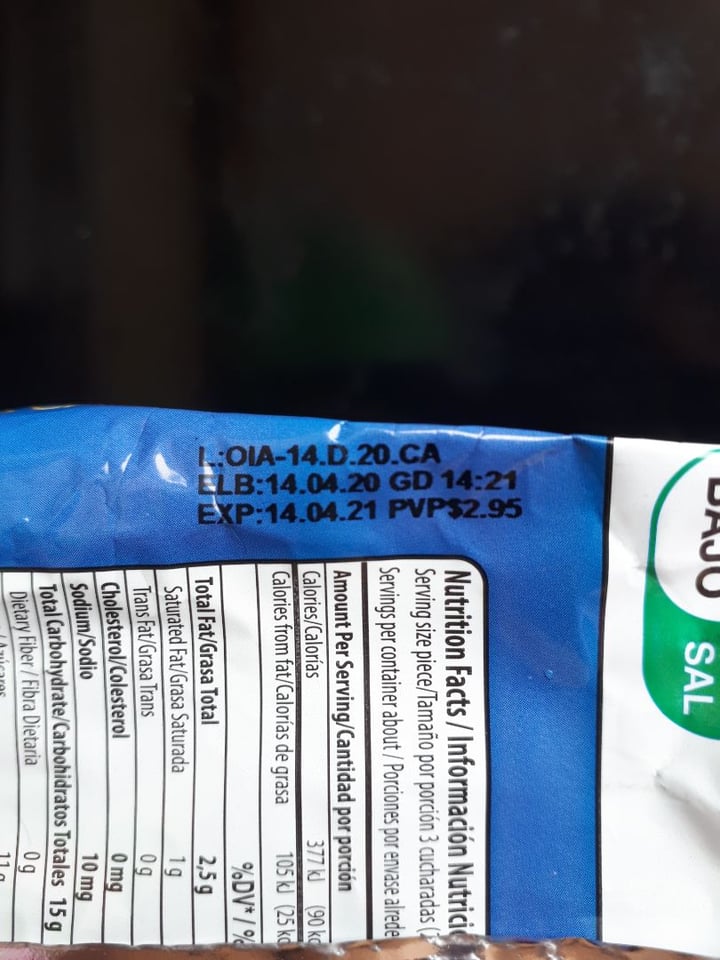 L:OIA-14.D.20.CA
ELB:14.04.20 GD 14:21
EXP:14.04.21 PVP$2.95
BAJO
SAL
Nutrition Facts / Información
Serving size piece/Tamaño por porción 3 cucharadas
Servings per container about / Porciones por envase
Amount Per Serving/Cantidad por porción
Calories/Calorías 377 kJ (90
Calories from fat/Calorías de grasa 105 kJ (25
%DV* /
Total Fat/Grasa Total 2,5 g
Saturated Fat/Grasa Saturada 1 g
Trans Fat/Grasa Trans 0 g
Cholesterol/Colesterol 0 mg
Sodium/Sodio 10 mg
Total Carbohydrate/Carbohidratos Totales 15 g
Dietary Fiber / Fibra Dietaria 0 g
11 g